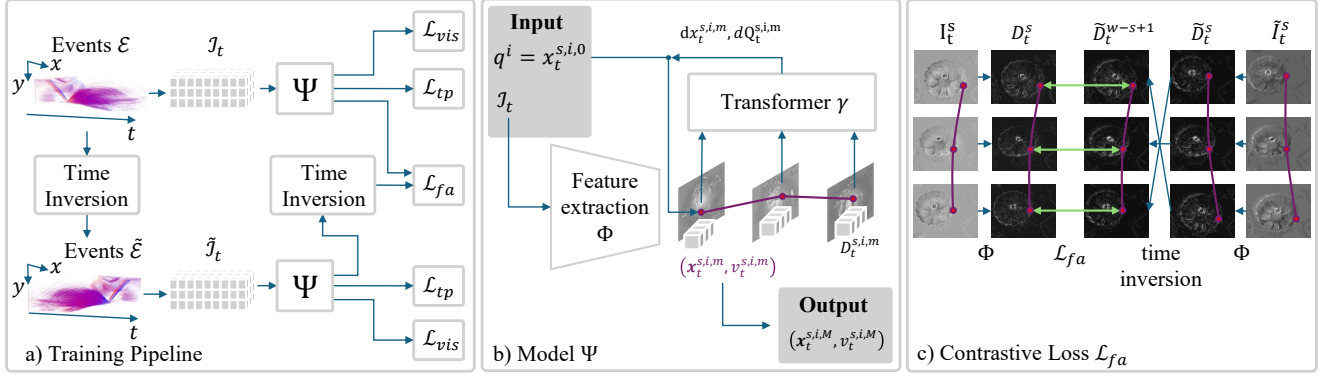 Events ℰ
x
y
t
ℐ_t
Ψ
ℒ_vis
ℒ_tp
ℒ_fa
Time
Inversion
Time
Inversion
Events ℰ̃
x
y
t
ℐ̃_t
Ψ
ℒ_tp
ℒ_vis
a) Training Pipeline
Input
q^i = x_t^{s,i,0}
ℐ_t
dx_t^{s,i,m}, dQ_t^{s,i,m}
Transformer γ
Feature
extraction
Φ
D_t^{s,i,m}
(x_t^{s,i,m}, v_t^{s,i,m})
Output
(x_t^{s,i,M}, v_t^{s,i,M})
b) Model Ψ
I_t^s D_t^s D̃_t^{w-s+1} D̃_t^s Ĩ_t^s
Φ ℒ_fa time Φ
inversion
c) Contrastive Loss ℒ_fa